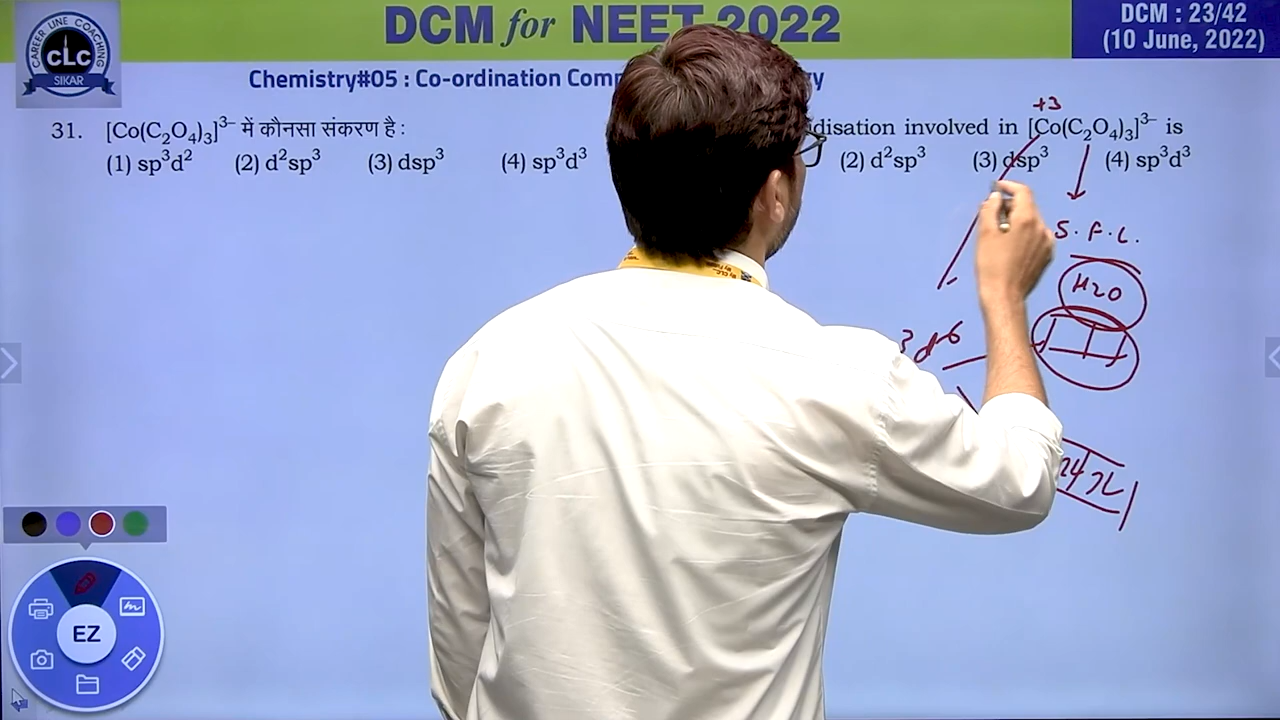 DCM for NEET 2022
DCM : 23/42
(10 June, 2022)
CAREER LINE COACHING
CLC
SIKAR
Chemistry#05 : Co-ordination
31. [Co(C₂O₄)₃]³⁻ में कौनसा संकरण है :
(1) sp³d² (2) d²sp³ (3) dsp³ (4) sp³d³
involved in [Co(C₂O₄)₃]³⁻ is
(2) d²sp³ (3) dsp³ (4) sp³d³
+3
S.F.L.
H2O
3d6
EZ